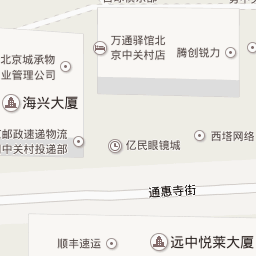 万通驿馆北
京中关村店
腾创锐力
北京城承物
业管理公司
海兴大厦
邮政速递物流
中关村投递部
亿民眼镜城
西塔网络
通惠寺街
顺丰速运
远中悦莱大厦